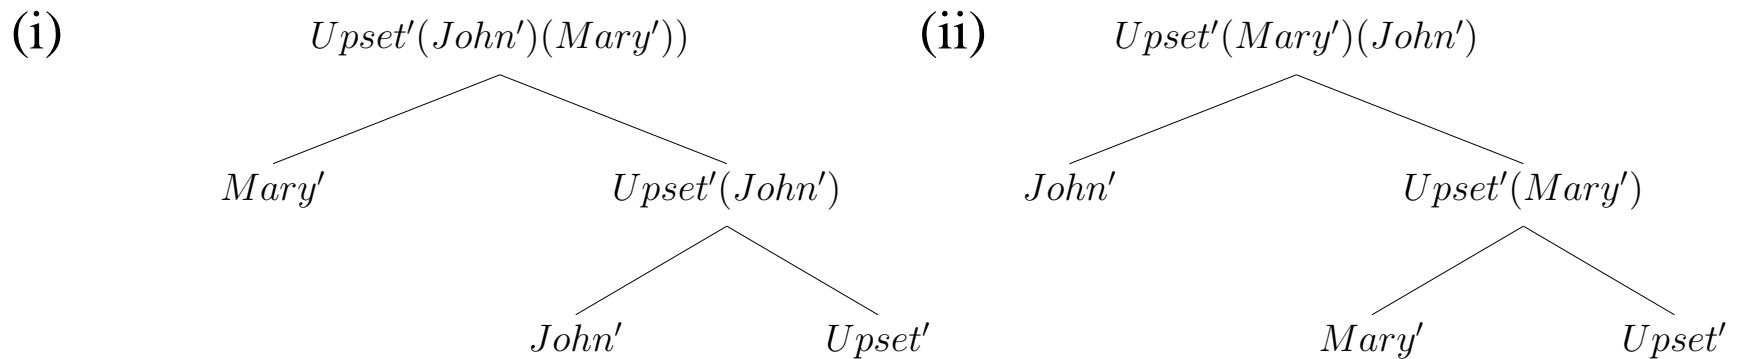 (i) Upset′(John′)(Mary′)) (ii) Upset′(Mary′)(John′)
Mary′ Upset′(John′) John′ Upset′(Mary′)
John′ Upset′ Mary′ Upset′